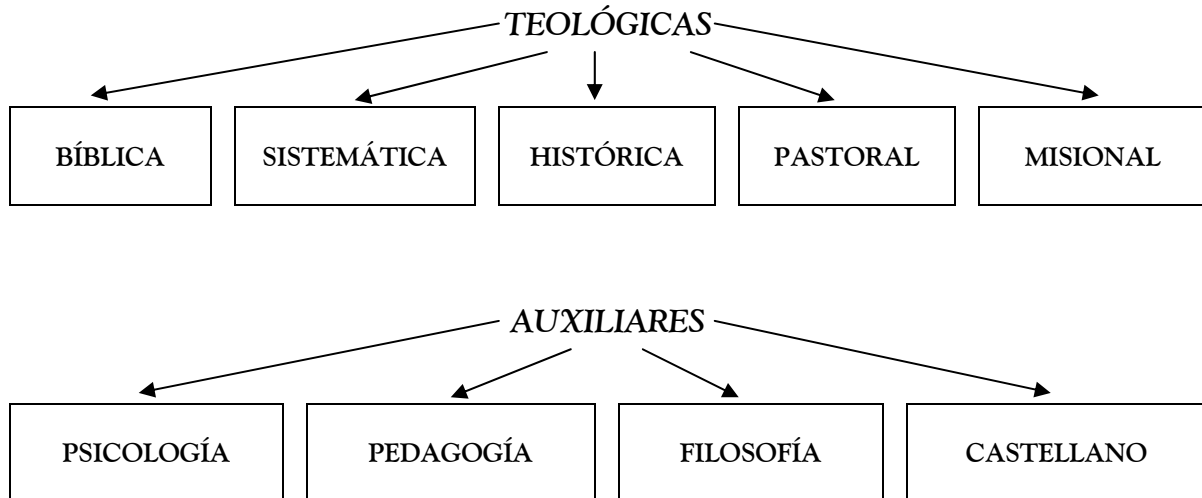 TEOLÓGICAS
BÍBLICA SISTEMÁTICA HISTÓRICA PASTORAL MISIONAL
AUXILIARES
PSICOLOGÍA PEDAGOGÍA FILOSOFÍA CASTELLANO